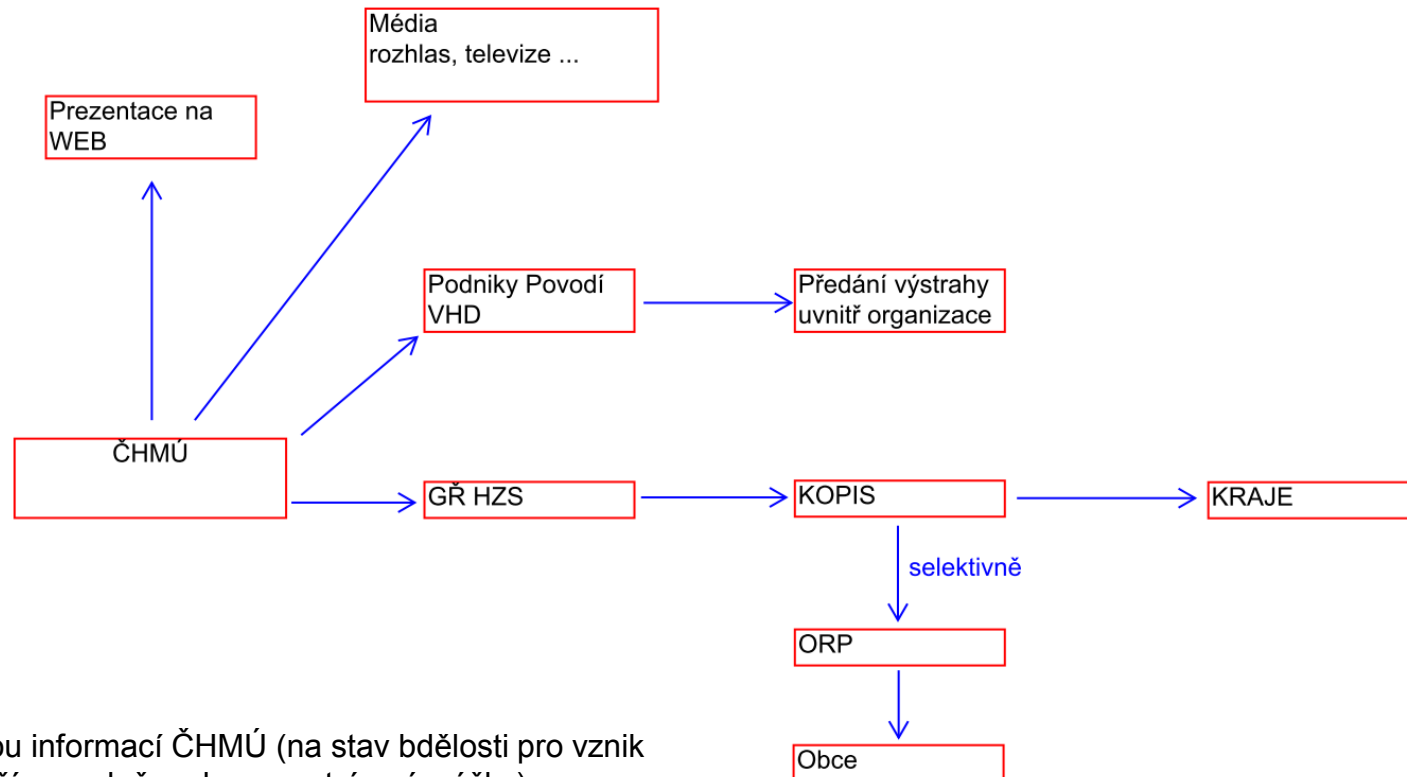 Média
rozhlas, televize ...
Prezentace na
WEB
Podniky Povodí
VHD
Předání výstrahy
uvnitř organizace
ČHMÚ
GŘ HZS
KOPIS
KRAJE
selektivně
ORP
informací ČHMÚ (na stav bdělosti pro vznik
Obce